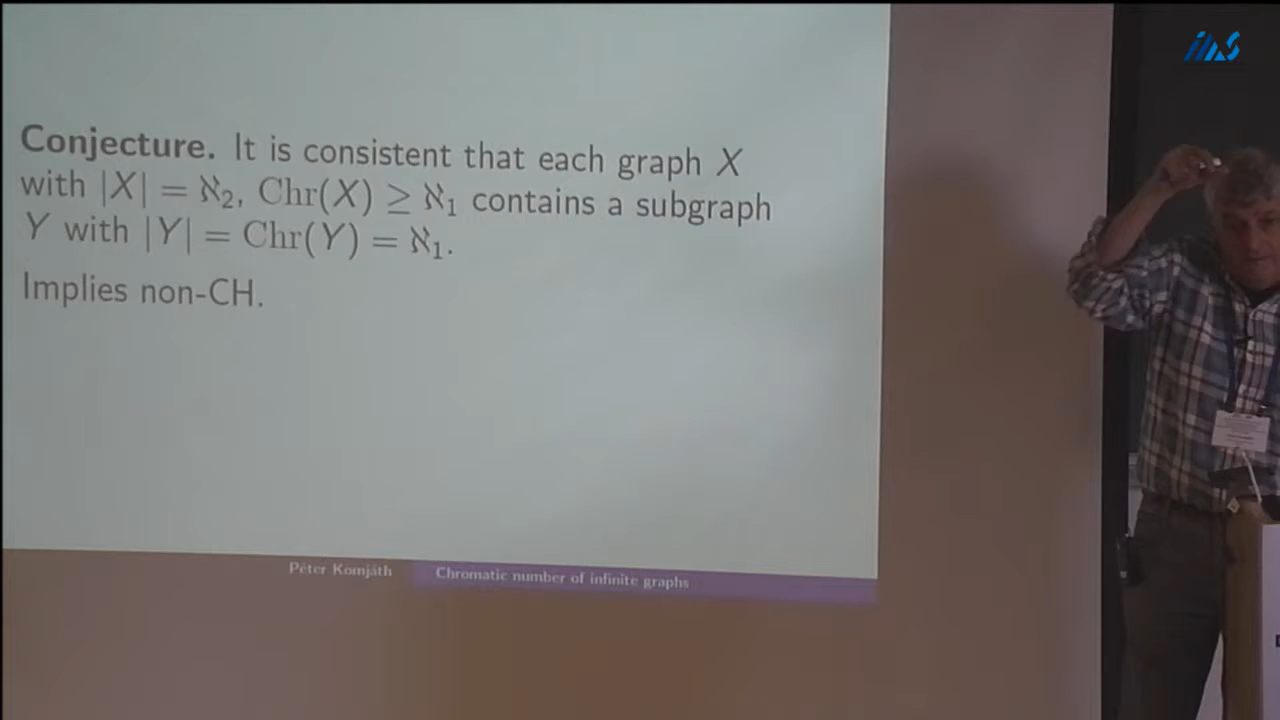 iMS
Conjecture. It is consistent that each graph X
with |X| = ℵ₂, Chr(X) ≥ ℵ₁ contains a subgraph
Y with |Y| = Chr(Y) = ℵ₁.
Implies non-CH.
Péter Komjáth Chromatic number of infinite graphs